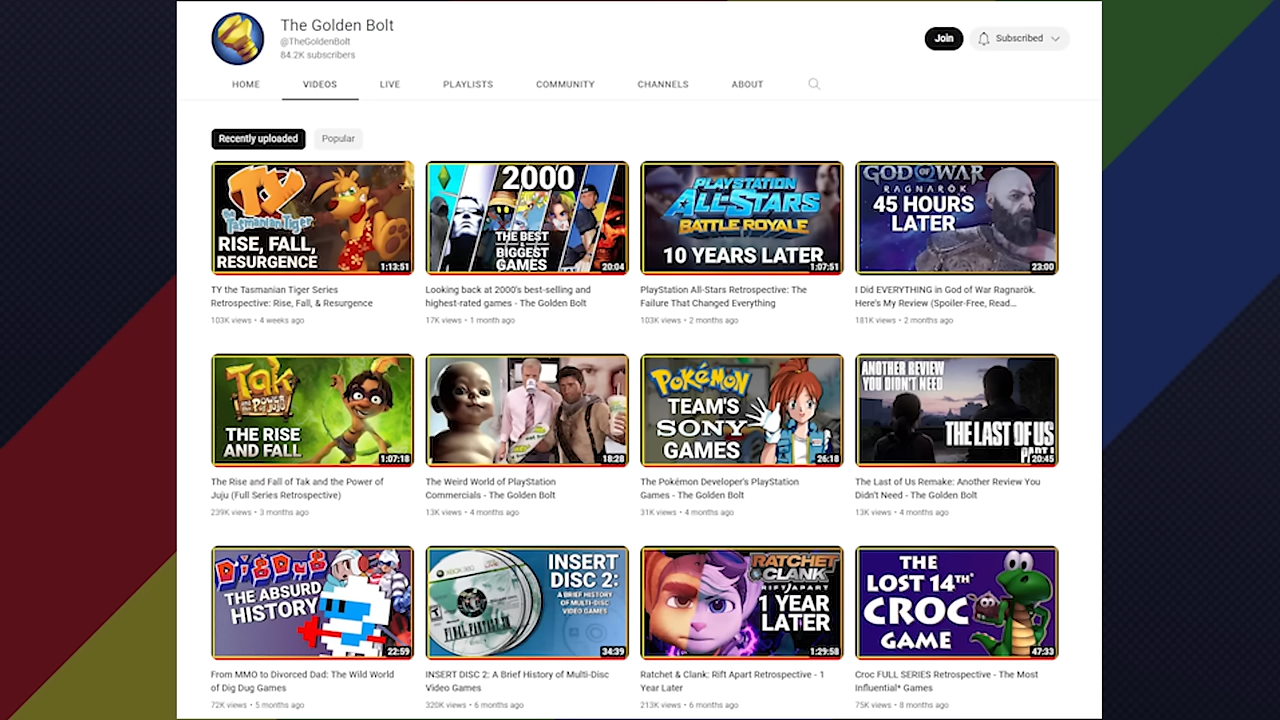 The Golden Bolt
@TheGoldenBolt
84.2K subscribers
Join
Subscribed
HOME
VIDEOS
LIVE
PLAYLISTS
COMMUNITY
CHANNELS
ABOUT
Recently uploaded
Popular
TY
the Tasmanian Tiger
RISE, FALL,
RESURGENCE
1:13:51
2000
THE BEST
& BIGGEST
GAMES
20:04
PLAYSTATION
ALL-STARS
BATTLE ROYALE
10 YEARS LATER
1:07:51
GOD OF WAR
RAGNARÖK
45 HOURS
LATER
23:00
TY the Tasmanian Tiger Series
Retrospective: Rise, Fall, & Resurgence
103K views • 4 weeks ago
Looking back at 2000's best-selling and
highest-rated games - The Golden Bolt
17K views • 1 month ago
PlayStation All-Stars Retrospective: The
Failure That Changed Everything
103K views • 2 months ago
I Did EVERYTHING in God of War Ragnarök.
Here's My Review (Spoiler-Free, Read...
181K views • 2 months ago
Tak
and the Power of Juju
THE RISE
AND FALL
1:07:18
18:28
POKéMON
TEAM'S
SONY
GAMES
26:18
ANOTHER REVIEW
YOU DIDN'T NEED
THE LAST OF US
PART I
20:45
The Rise and Fall of Tak and the Power of
Juju (Full Series Retrospective)
239K views • 3 months ago
The Weird World of PlayStation
Commercials - The Golden Bolt
13K views • 4 months ago
The Pokémon Developer's PlayStation
Games - The Golden Bolt
31K views • 4 months ago
The Last of Us Remake: Another Review You
Didn't Need - The Golden Bolt
13K views • 4 months ago
DIG DUG
THE ABSURD
HISTORY
22:59
XBOX 360
FINAL FANTASY XIII
INSERT
DISC 2:
A BRIEF HISTORY
OF MULTI-DISC
VIDEO GAMES
34:39
RATCHET
& CLANK
RIFT APART
1 YEAR
LATER
1:29:58
THE
LOST 14TH*
CROC
GAME
47:33
From MMO to Divorced Dad: The Wild World
of Dig Dug Games
72K views • 5 months ago
INSERT DISC 2: A Brief History of Multi-Disc
Video Games
320K views • 6 months ago
Ratchet & Clank: Rift Apart Retrospective - 1
Year Later
213K views • 6 months ago
Croc FULL SERIES Retrospective - The Most
Influential* Games
75K views • 8 months ago